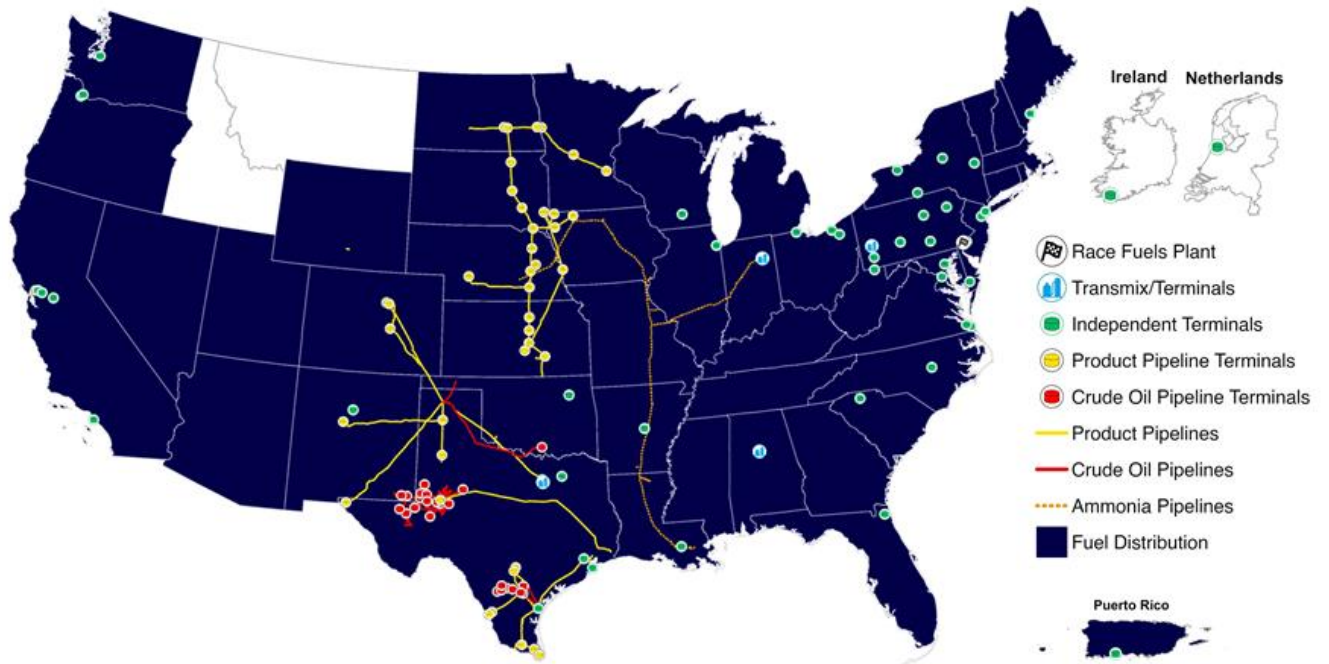 Ireland
Netherlands
Race Fuels Plant
Transmix/Terminals
Independent Terminals
Product Pipeline Terminals
Crude Oil Pipeline Terminals
Product Pipelines
Crude Oil Pipelines
Ammonia Pipelines
Fuel Distribution
Puerto Rico